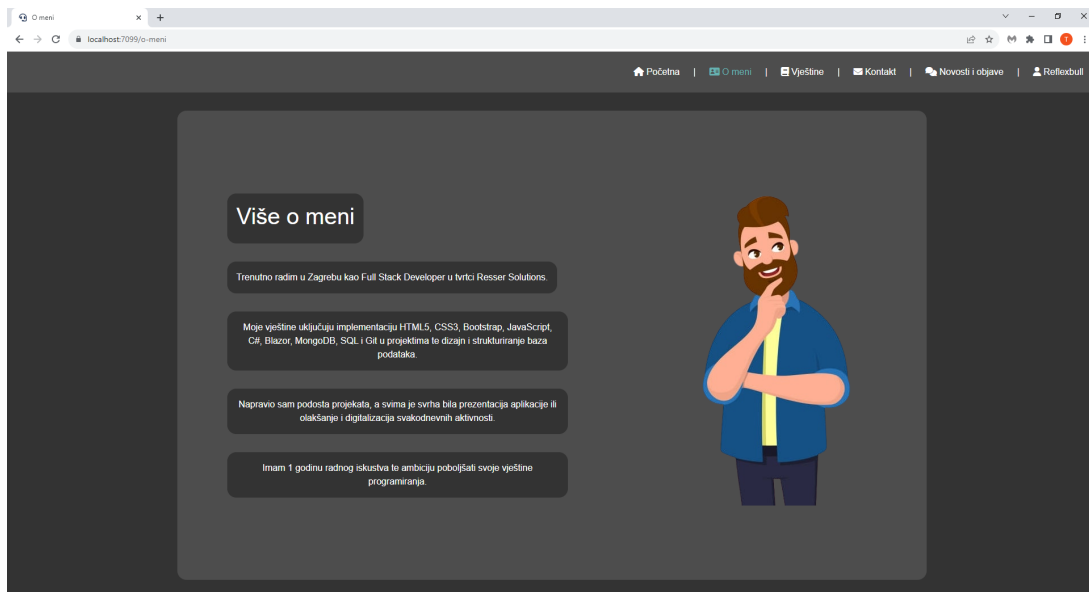 O meni
localhost:7099/o-meni
T
Početna | O meni | Vještine | Kontakt | Novosti i objave | Reflexbull
Više o meni
Trenutno radim u Zagrebu kao Full Stack Developer u tvrtci Resser Solutions.
Moje vještine uključuju implementaciju HTML5, CSS3, Bootstrap, JavaScript,
C#, Blazor, MongoDB, SQL i Git u projektima te dizajn i strukturiranje baza
podataka.
Napravio sam podosta projekata, a svima je svrha bila prezentacija aplikacije ili
olakšanje i digitalizacija svakodnevnih aktivnosti.
Imam 1 godinu radnog iskustva te ambiciju poboljšati svoje vještine
programiranja.